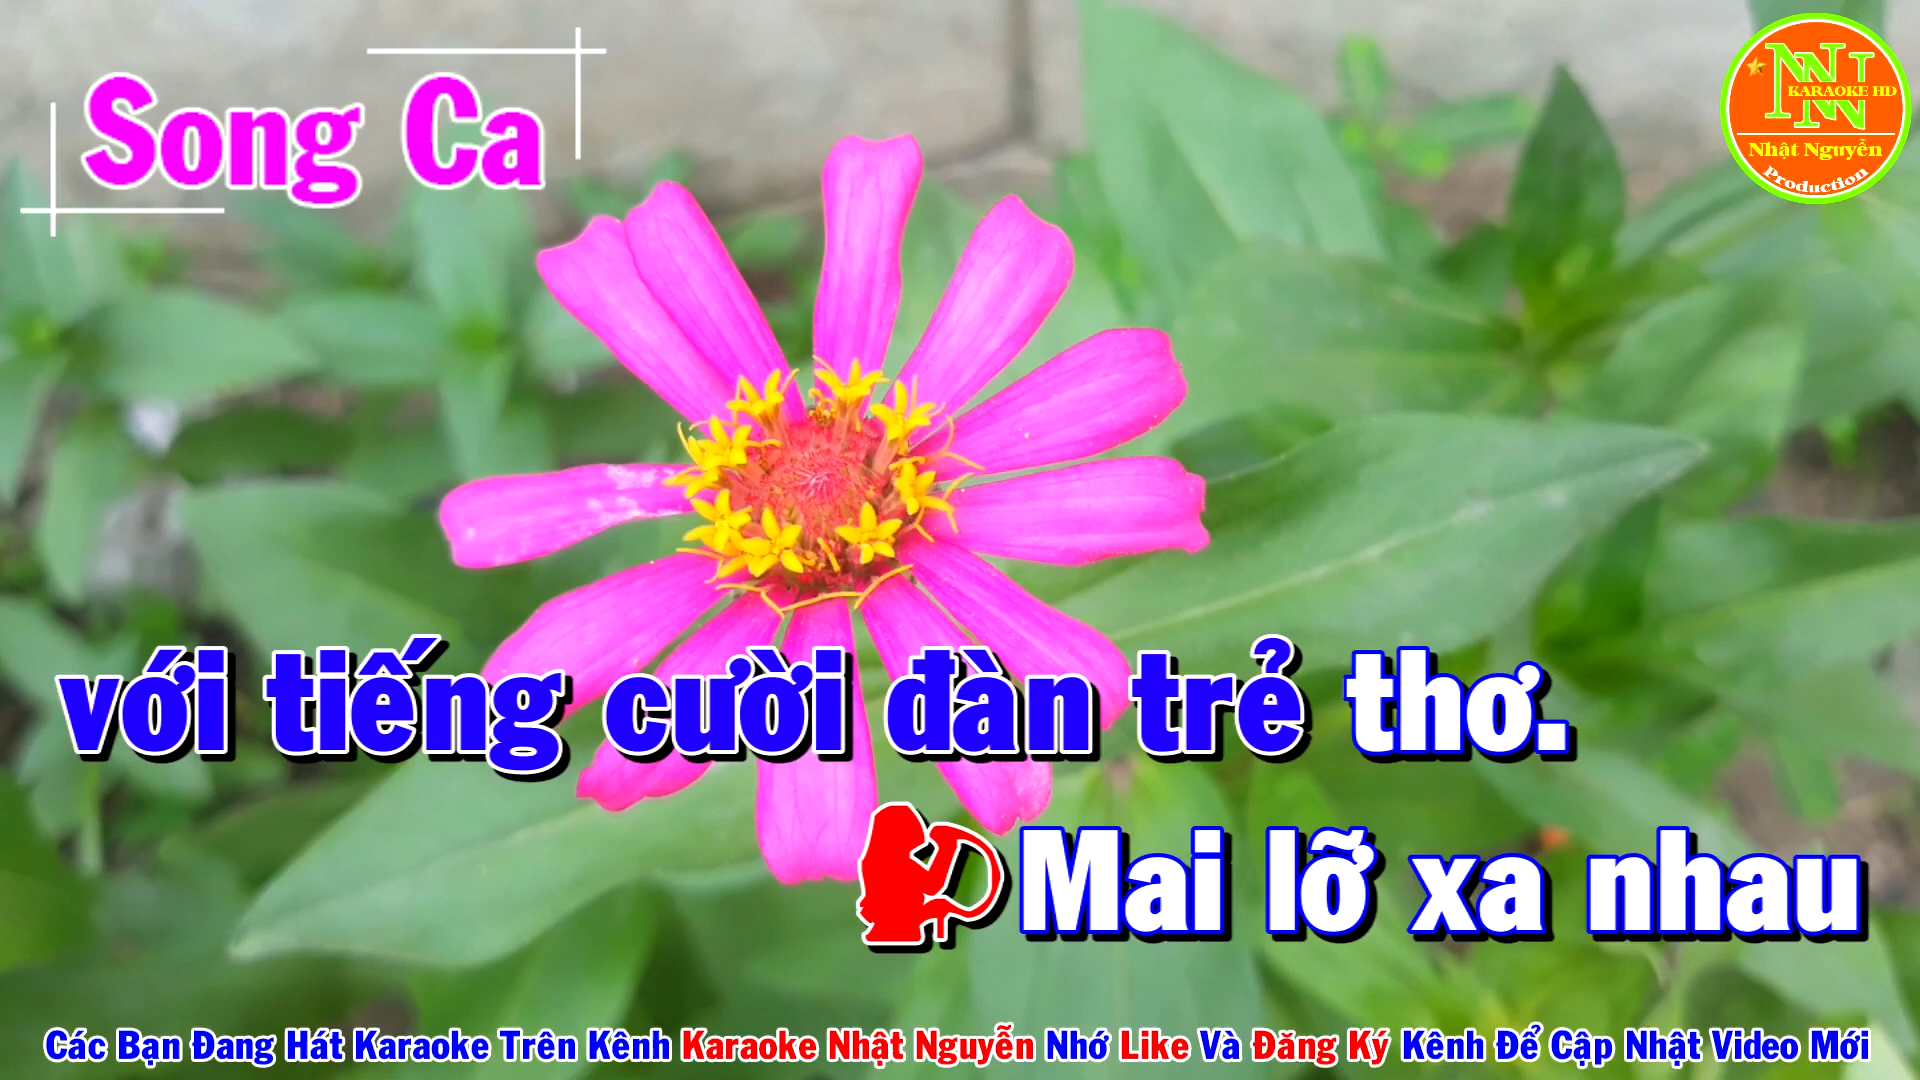 Song Ca
NN
KARAOKE HD
Nhật Nguyễn
Production
với tiếng cười đàn trẻ thơ.
Mai lỡ xa nhau
Các Bạn Đang Hát Karaoke Trên Kênh Karaoke Nhật Nguyễn Nhớ Like Và Đăng Ký Kênh Để Cập Nhật Video Mới